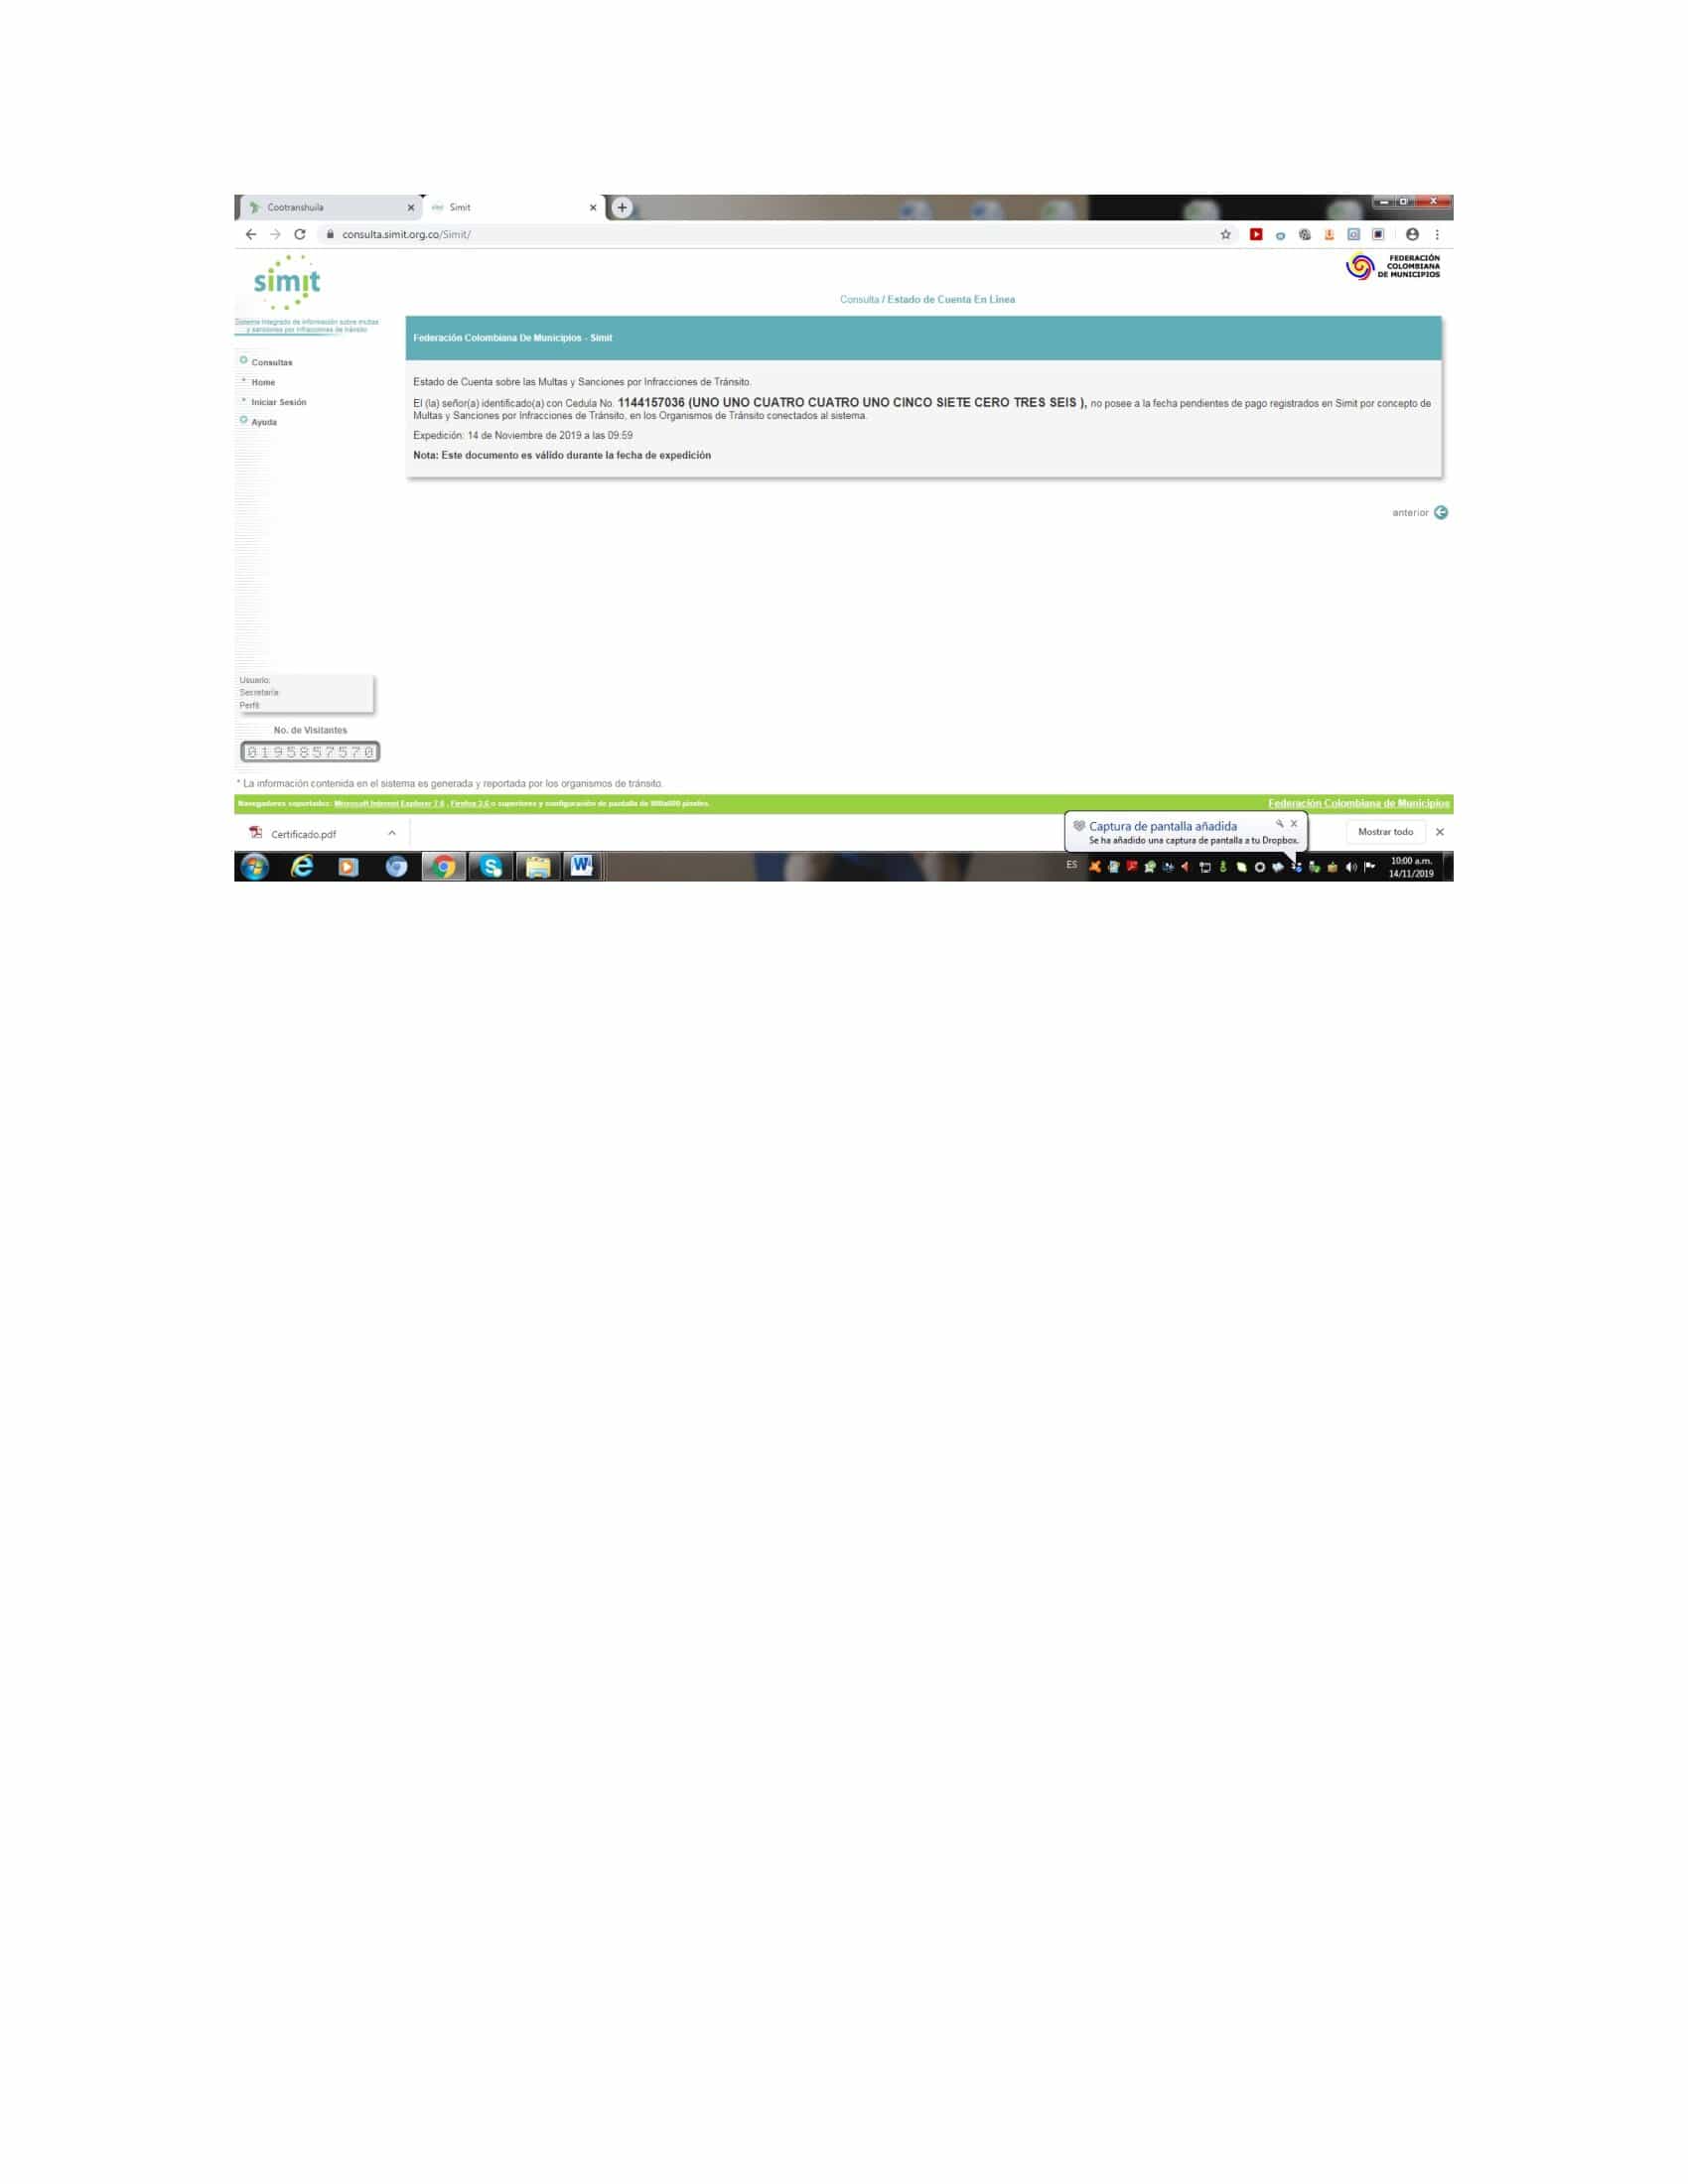 Cootranshuila
Simit
consulta.simit.org.co/Simit/
simit
FEDERACIÓN
COLOMBIANA
DE MUNICIPIOS
Consulta / Estado de Cuenta En Línea
Sistema Integrado de información sobre multas
y sanciones por infracciones de tránsito
Federación Colombiana De Municipios - Simit
Consultas
Home
Iniciar Sesión
Ayuda
Estado de Cuenta sobre las Multas y Sanciones por Infracciones de Tránsito.
El (la) señor(a) identificado(a) con Cedula No. 1144157036 (UNO UNO CUATRO CUATRO UNO CINCO SIETE CERO TRES SEIS ), no posee a la fecha pendientes de pago registrados en Simit por concepto de
Multas y Sanciones por Infracciones de Tránsito, en los Organismos de Tránsito conectados al sistema.
Expedición: 14 de Noviembre de 2019 a las 09:59
Nota: Este documento es válido durante la fecha de expedición
anterior
Usuario:
Secretaría:
Perfil:
No. de Visitantes
0195857570
* La información contenida en el sistema es generada y reportada por los organismos de tránsito.
Navegadores soportados: Microsoft Internet Explorer 7.0 , Firefox 3.6 o superiores y configuración de pantalla de 800x600 pixeles.
Federación Colombiana de Municipios
Certificado.pdf
Captura de pantalla añadida
Se ha añadido una captura de pantalla a tu Dropbox.
Mostrar todo
ES
10:00 a.m.
14/11/2019